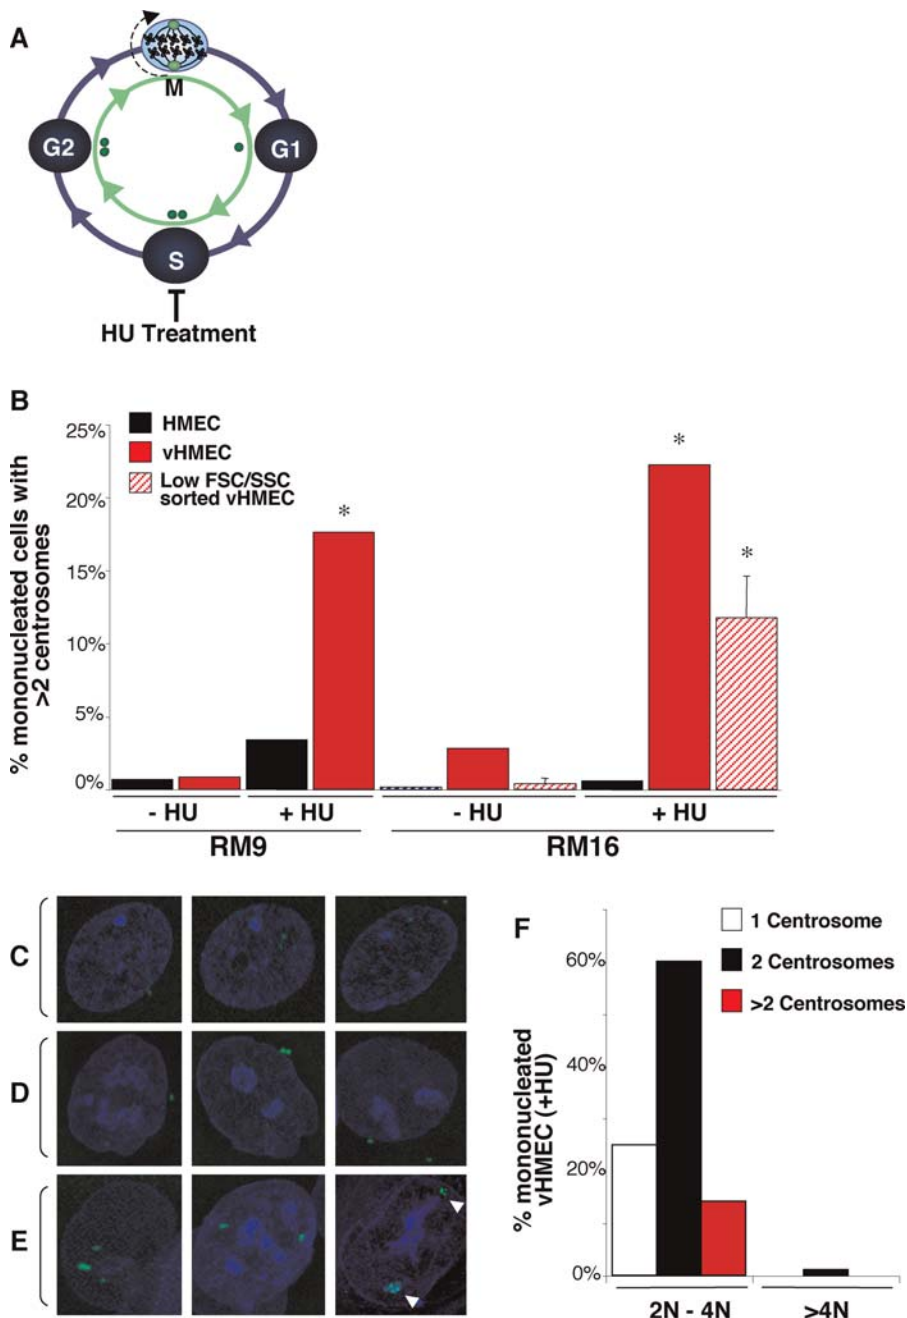 A
M
G2
G1
S
HU Treatment
B
HMEC
vHMEC
Low FSC/SSC
sorted vHMEC
% mononucleated cells with
>2 centrosomes
25%
20%
15%
10%
5%
0%
*
*
*
- HU
+ HU
- HU
+ HU
RM9
RM16
C
D
E
F
1 Centrosome
2 Centrosomes
>2 Centrosomes
% mononucleated
vHMEC (+HU)
60%
40%
20%
0%
2N - 4N
>4N